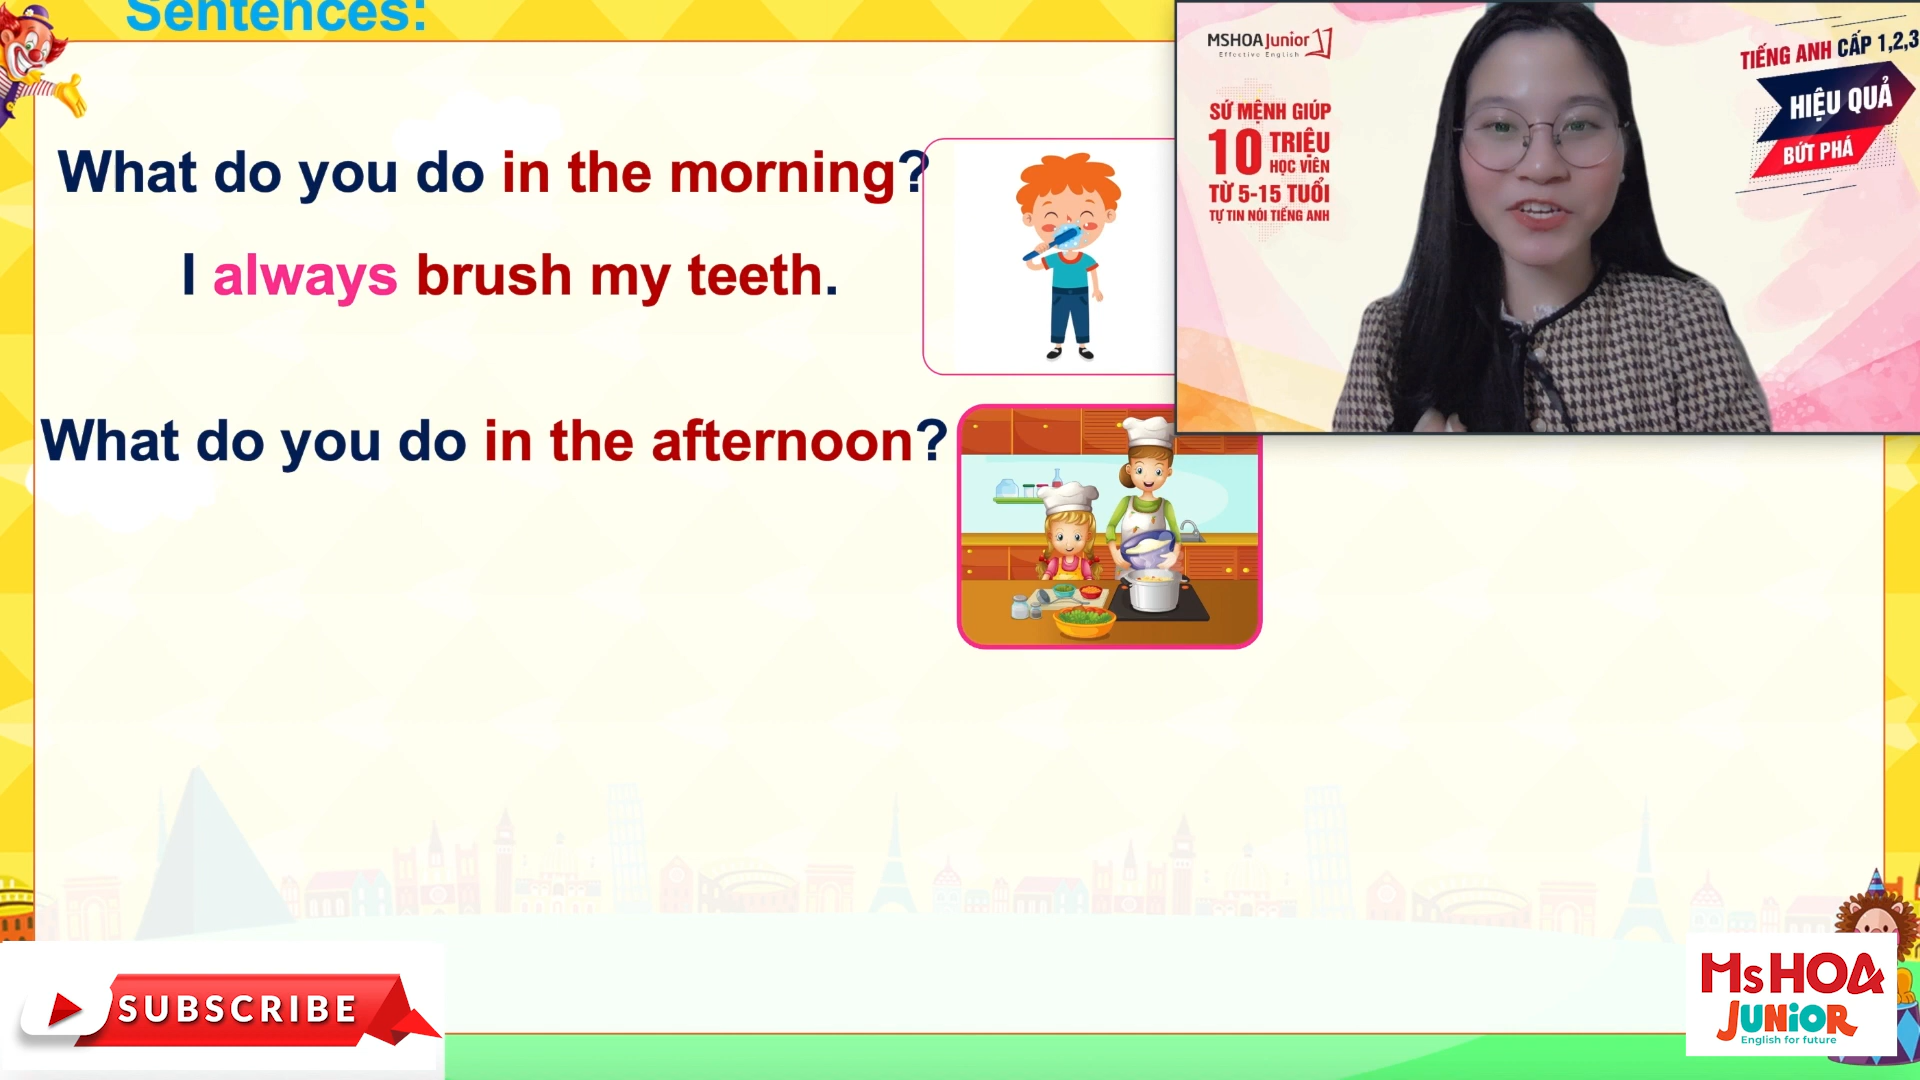 Sentences:
What do you do in the morning?
I always brush my teeth.
What do you do in the afternoon?
MSHOA Junior
Effective English
SỨ MỆNH GIÚP
10 TRIỆU
HỌC VIÊN
TỪ 5-15 TUỔI
TỰ TIN NÓI TIẾNG ANH
TIẾNG ANH CẤP 1,2,3
HIỆU QUẢ
BỨT PHÁ
SUBSCRIBE
MsHOA
JUNiOR
English for future